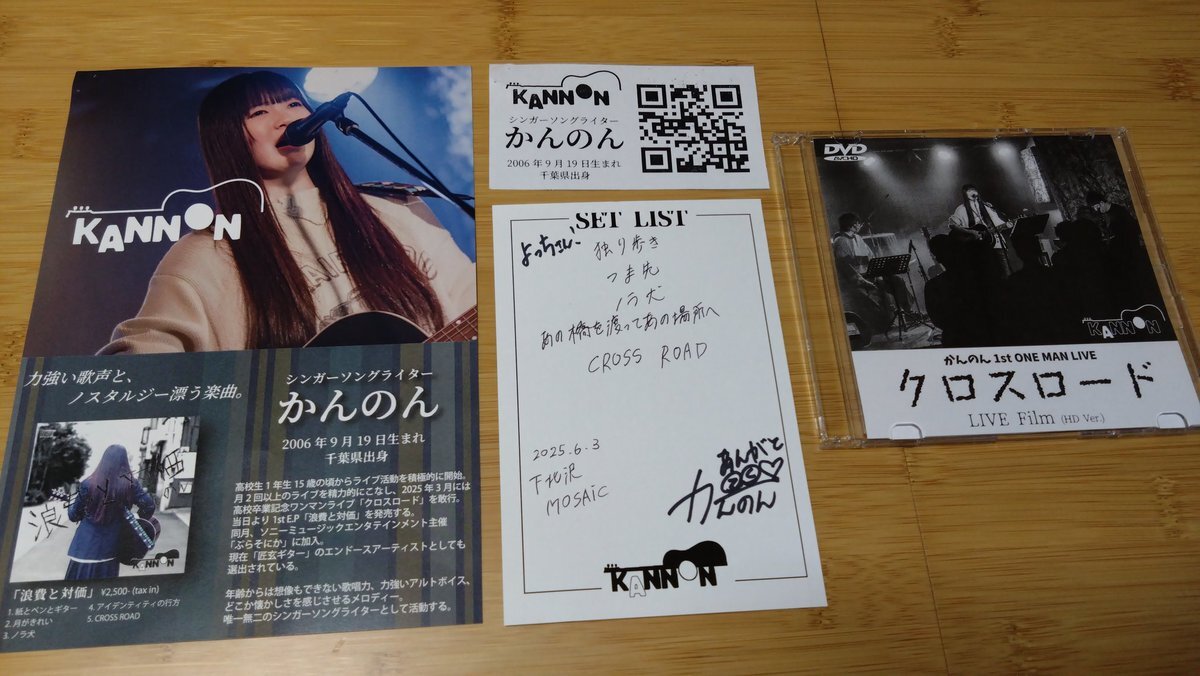 KANNON
力強い歌声と、
ノスタルジー漂う楽曲。
浪費と対価
KANNON
「浪費と対価」 ¥2,500- (tax in)
1.紙とペンとギター
2.月がきれい
3.ノラ犬
4.アイデンティティの行方
5.CROSS ROAD
シンガーソングライター
かんのん
2006年9月19日生まれ
千葉県出身
高校生1年生15歳の頃からライブ活動を積極的に開始。
月2回以上のライブを精力的にこなし、2025年3月には
高校卒業記念ワンマンライブ「クロスロード」を敢行。
当日より1st E.P「浪費と対価」を発売する。
同月、ソニーミュージックエンタテインメント主催
「ぷらそにか」に加入。
現在「匠玄ギター」のエンドースアーティストとしても
選出されている。
年齢からは想像もできない歌唱力、力強いアルトボイス、
どこか懐かしさを感じさせるメロディー。
唯一無二のシンガーソングライターとして活動する。
KANNON
シンガーソングライター
かんのん
2006年9月19日生まれ
千葉県出身
SET LIST
よっちさん、
独り歩き
つま先
ノラ犬
あの橋を渡ってあの場所へ
CROSS ROAD
2025.6.3
下北沢
MOSAiC
あんがと
かんのん
KANNON
DVD
AVCHD
KANNON
かんのん 1st ONE MAN LIVE
クロスロード
LIVE Film (HD Ver.)